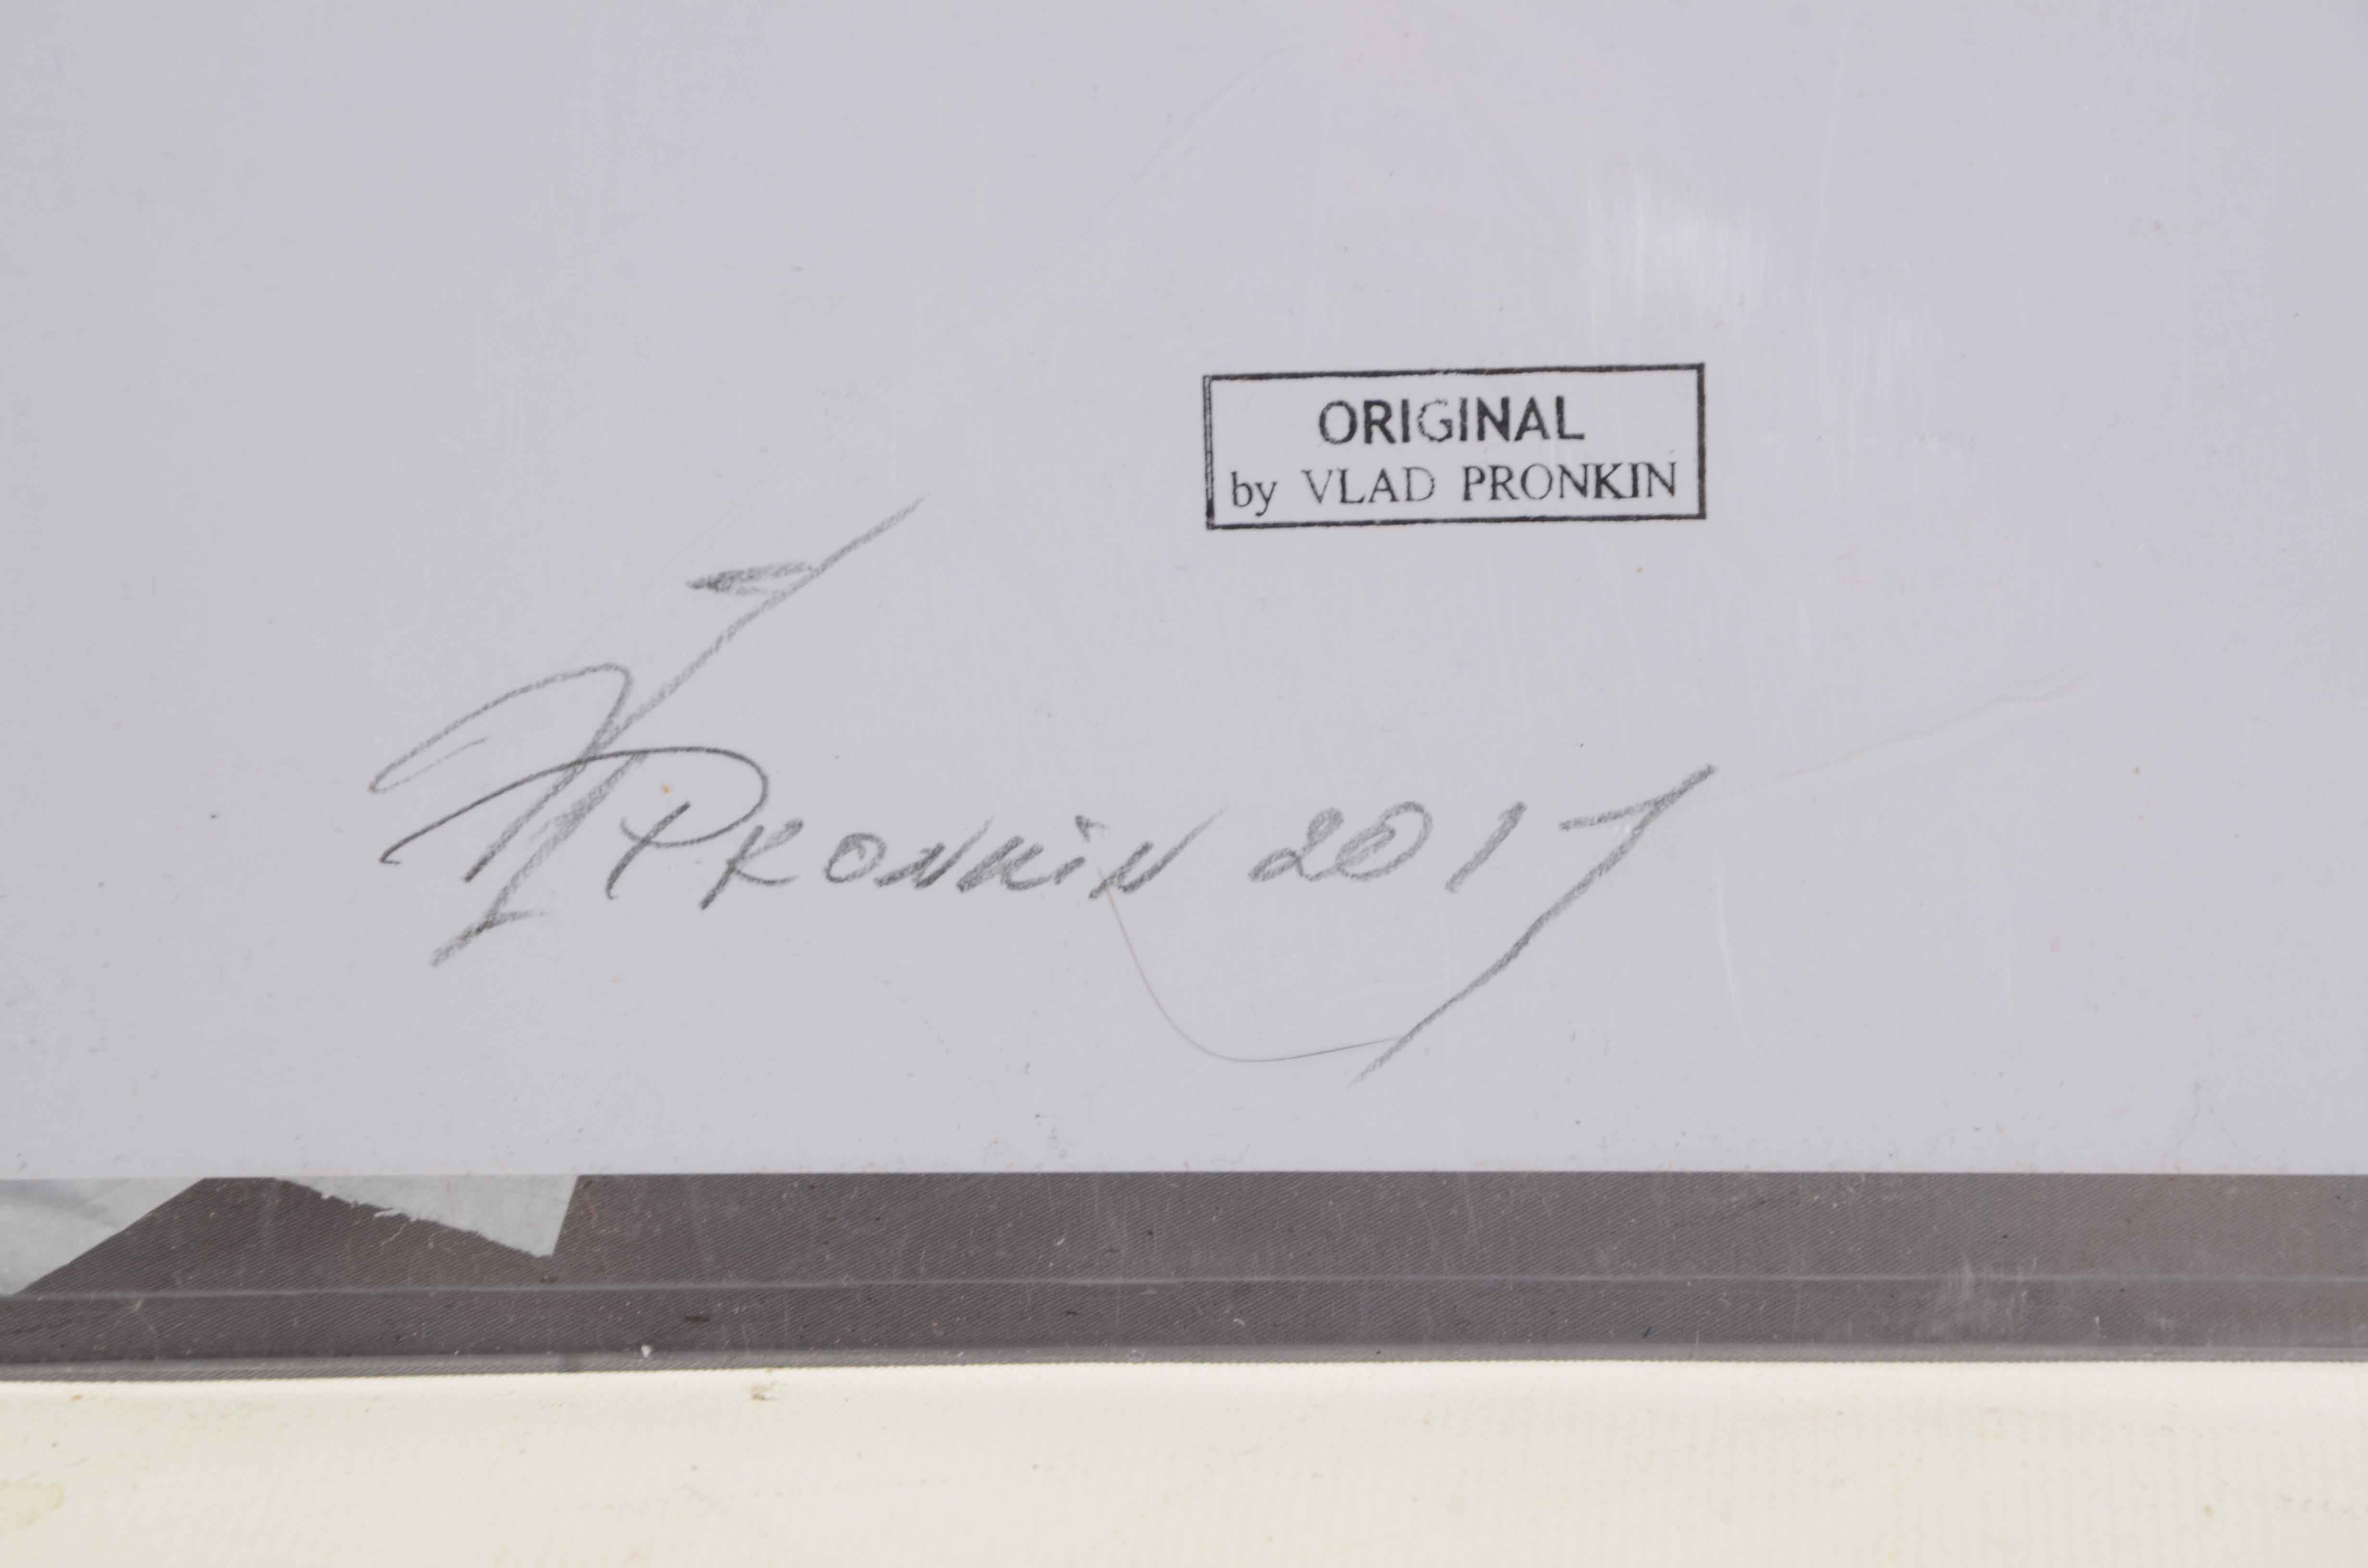 ORIGINAL
by VLAD PRONKIN
PRONKIN 2017